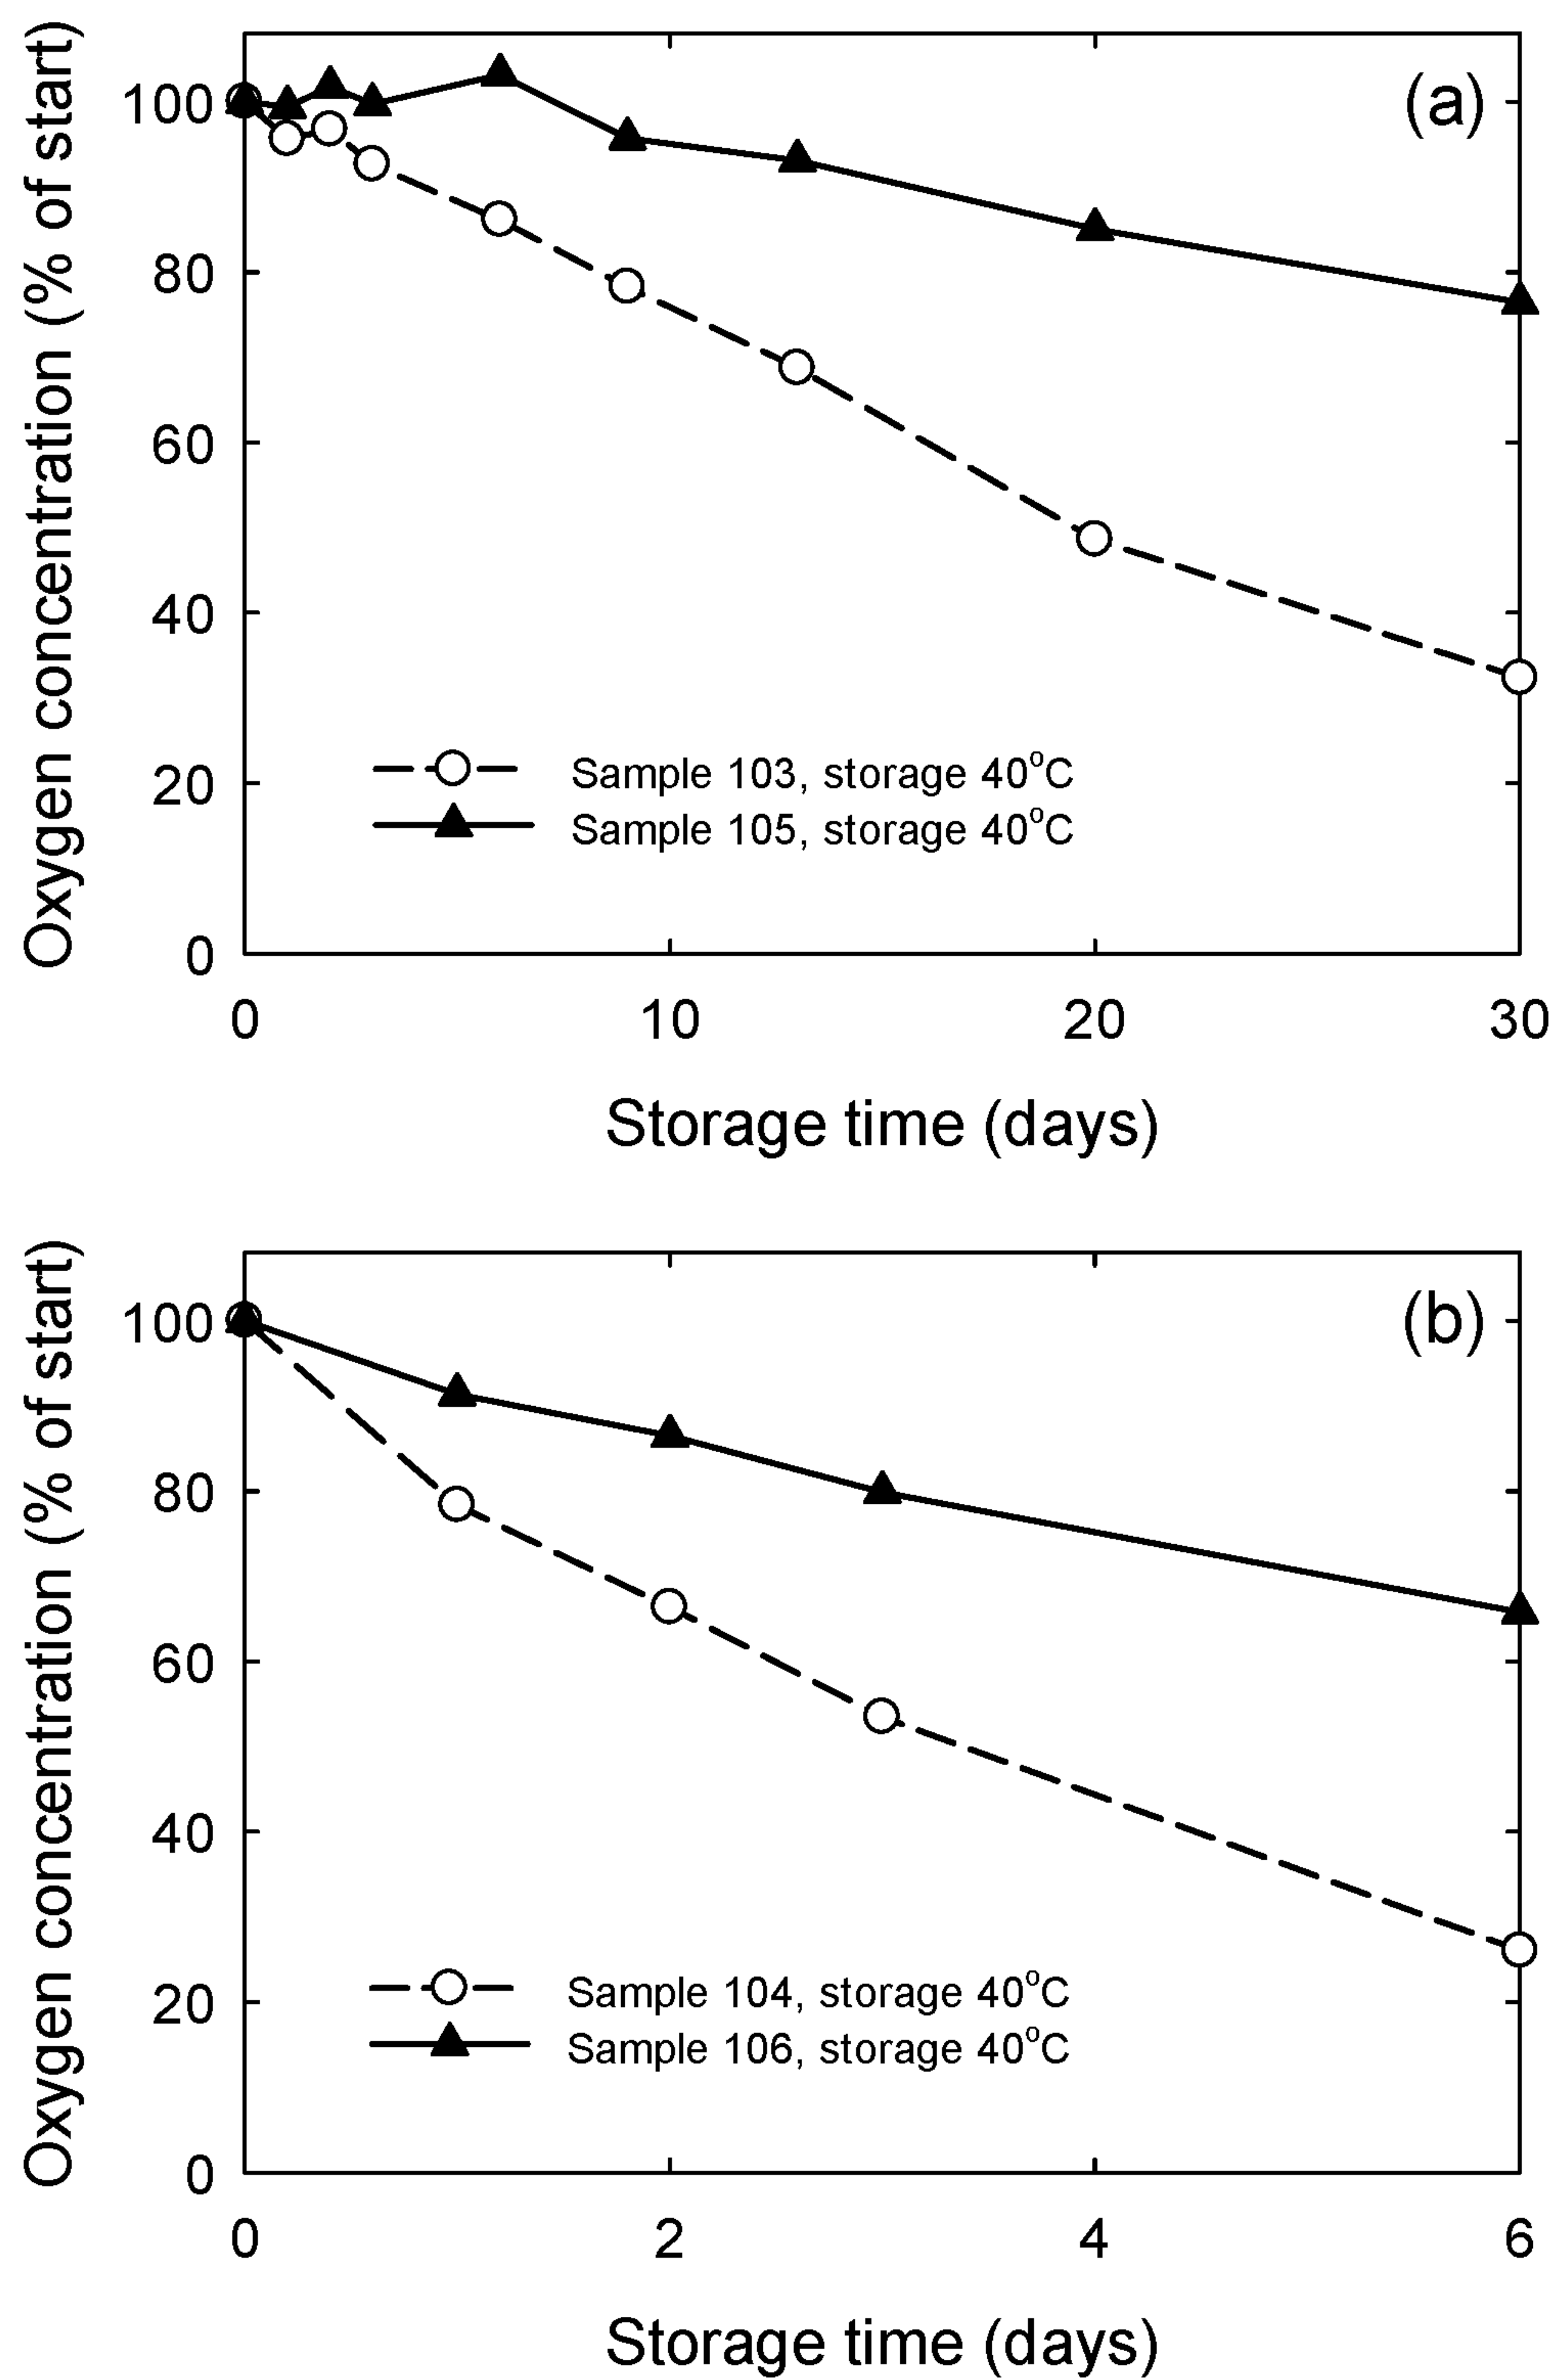 Oxygen concentration (% of start)
100
80
60
40
20
0
(a)
Sample 103, storage 40°C
Sample 105, storage 40°C
0 10 20 30
Storage time (days)
Oxygen concentration (% of start)
100
80
60
40
20
0
(b)
Sample 104, storage 40°C
Sample 106, storage 40°C
0 2 4 6
Storage time (days)